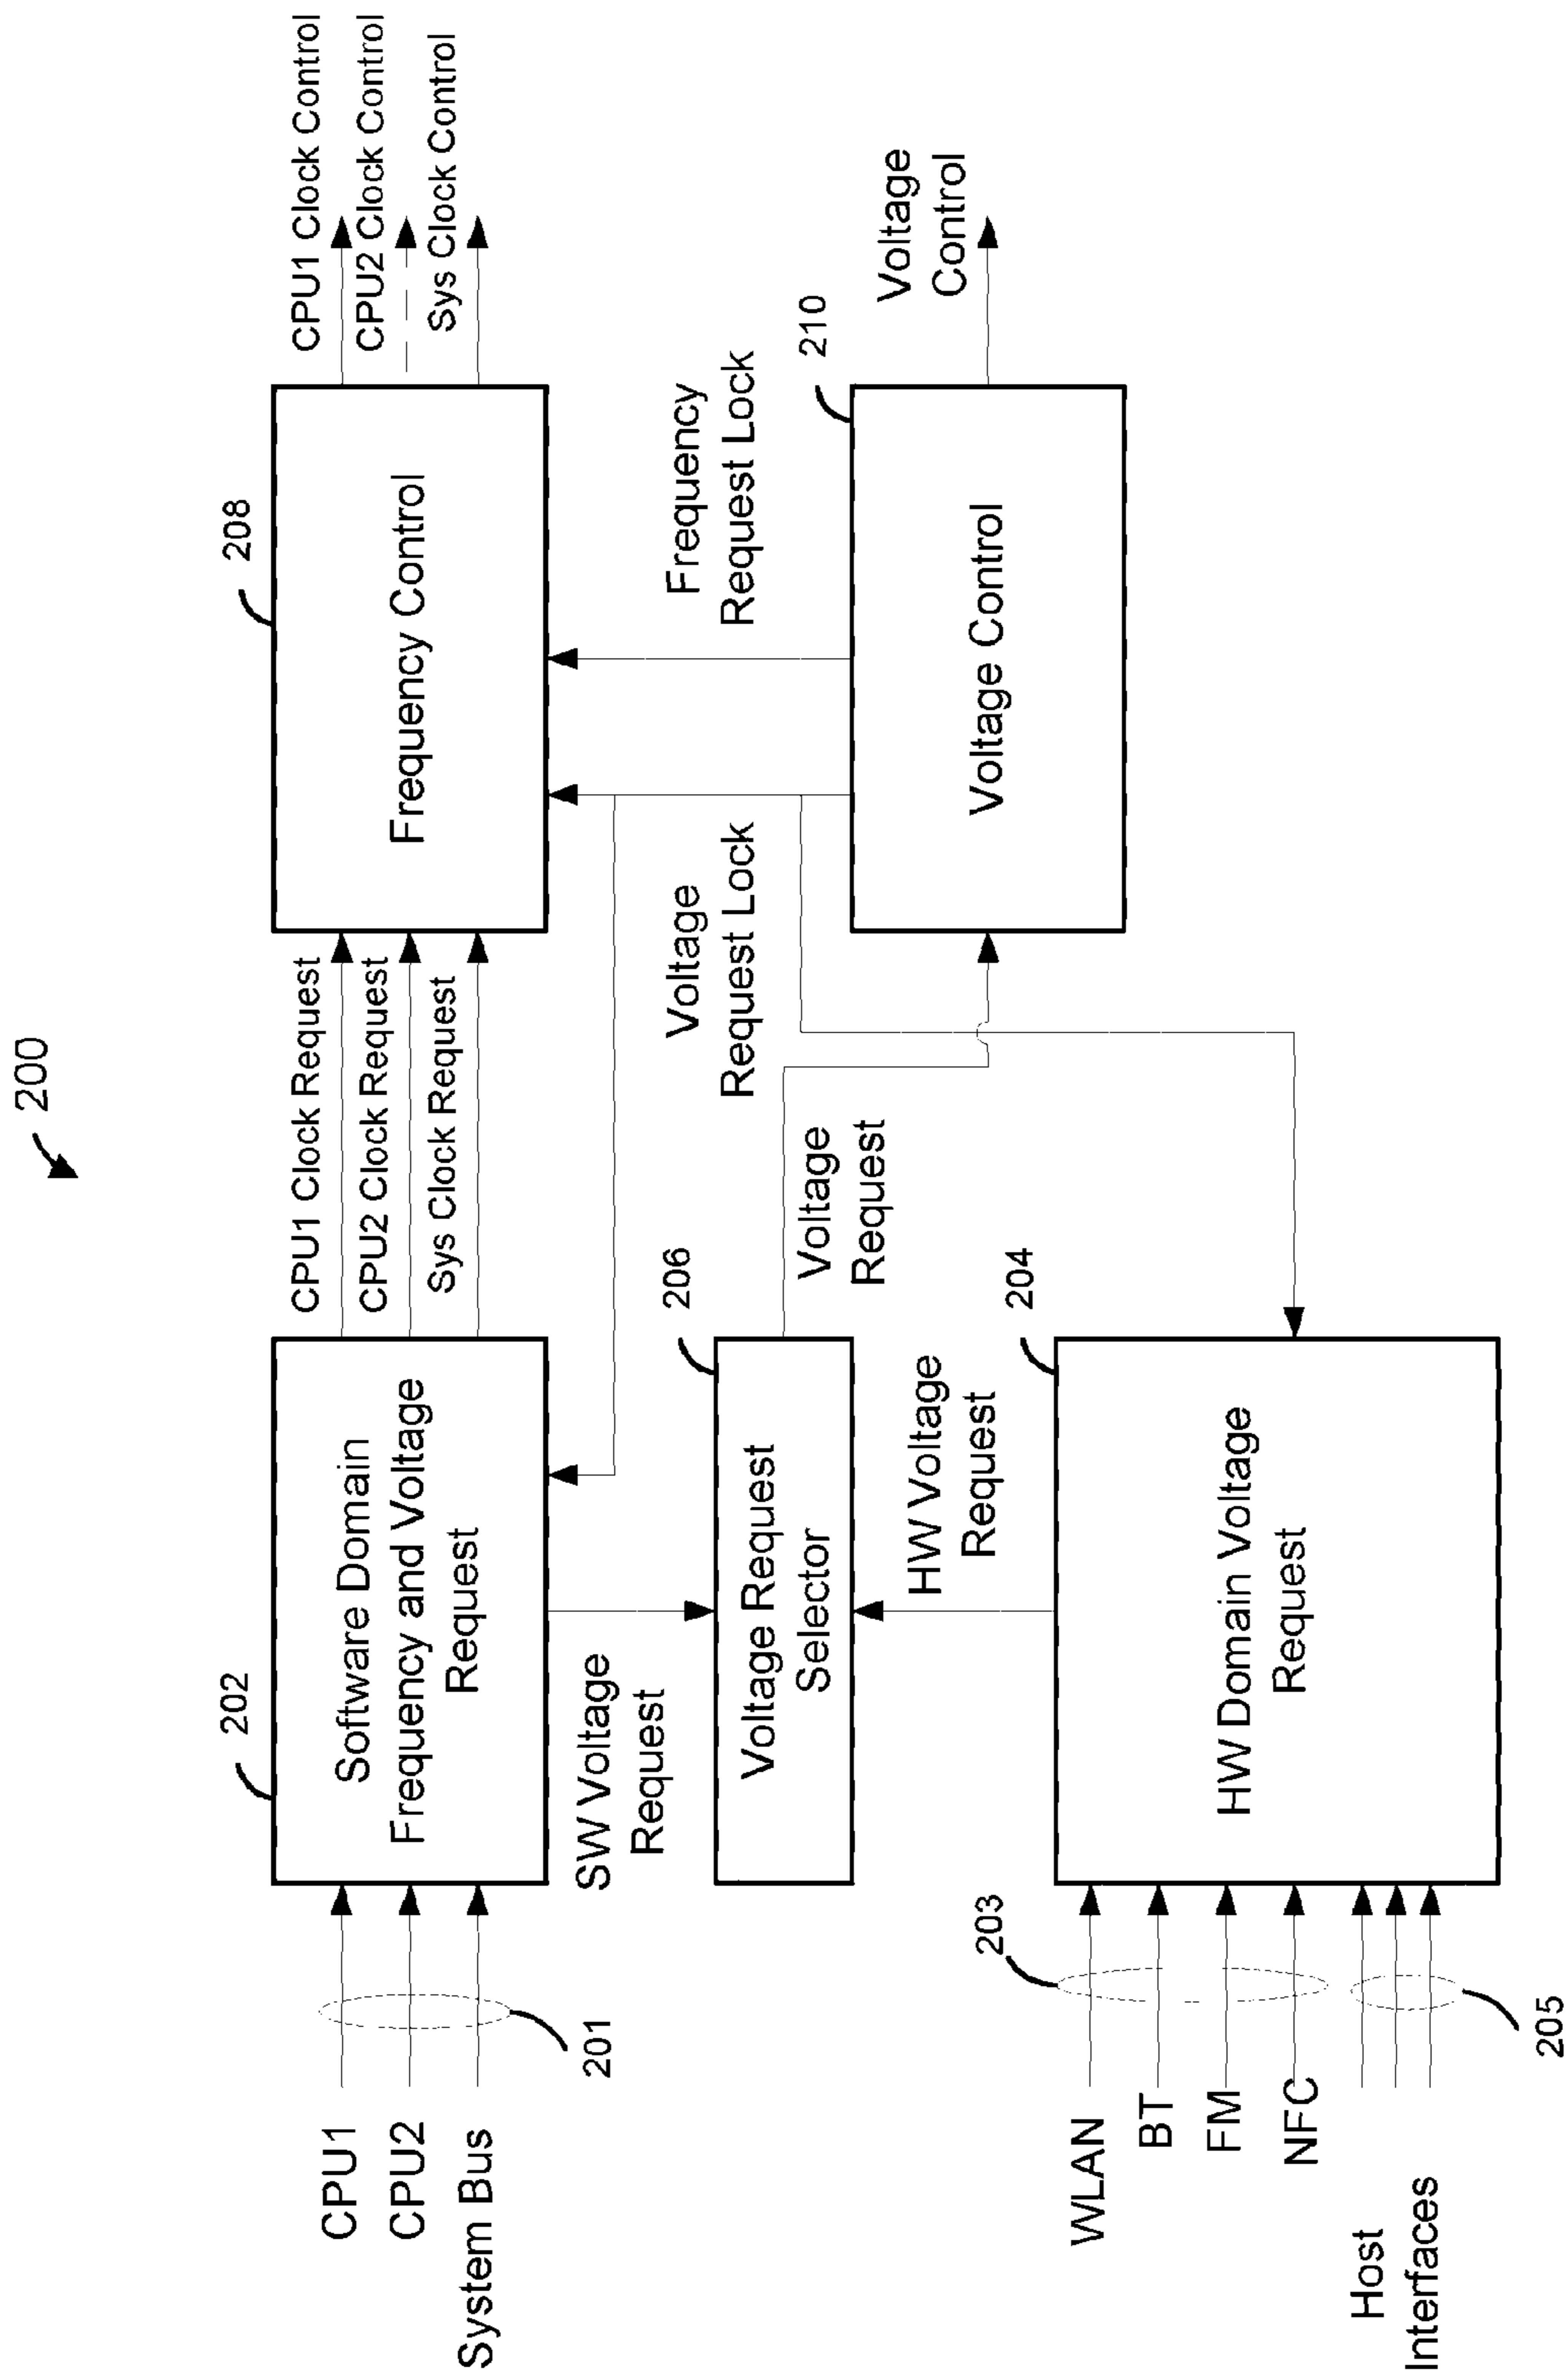 200
CPU1
CPU2
System Bus
201
202
Software Domain
Frequency and Voltage
Request
CPU1 Clock Request
CPU2 Clock Request
Sys Clock Request
208
Frequency Control
CPU1 Clock Control
CPU2 Clock Control
Sys Clock Control
SW Voltage
Request
206
Voltage Request
Selector
Voltage
Request
Voltage
Request Lock
Frequency
Request Lock
210
Voltage Control
Voltage
Control
HW Voltage
Request
204
HW Domain Voltage
Request
203
WLAN
BT
FM
NFC
Host
Interfaces
205